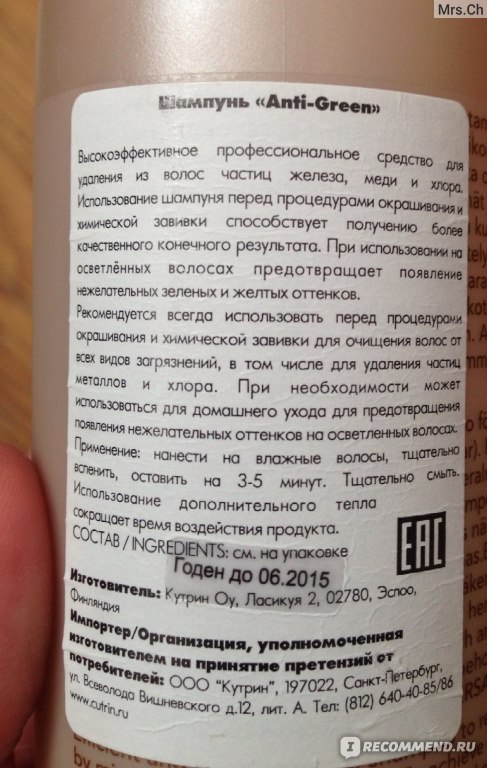 Mrs.Ch
Шампунь «Anti-Green»
Высокоэффективное профессиональное средство для
удаления из волос частиц железа, меди и хлора.
Использование шампуня перед процедурами окрашивания и
химической завивки способствует получению более
качественного конечного результата. При использовании на
осветлённых волосах предотвращает появление
нежелательных зеленых и желтых оттенков.
Рекомендуется всегда использовать перед процедурами
окрашивания и химической завивки для очищения волос от
всех видов загрязнений, в том числе для удаления частиц
металлов и хлора. При необходимости может
использоваться для домашнего ухода для предотвращения
появления нежелательных оттенков на осветленных волосах.
Применение: нанести на влажные волосы, тщательно
вспенить, оставить на 3-5 минут. Тщательно смыть.
Использование дополнительного тепла
сокращает время воздействия продукта.
СОСТАВ / INGREDIENTS: см. на упаковке
EAC
Годен до 06.2015
Изготовитель: Кутрин Оу, Ласикуя 2, 02780, Эспоо,
Финляндия
Импортер/Организация, уполномоченная
изготовителем на принятие претензий от
потребителей: ООО "Кутрин", 197022, Санкт-Петербург,
ул. Всеволода Вишневского д.12, лит. А. Тел: (812) 640-40-85/86
www.cutrin.ru
IRECOMMEND.RU